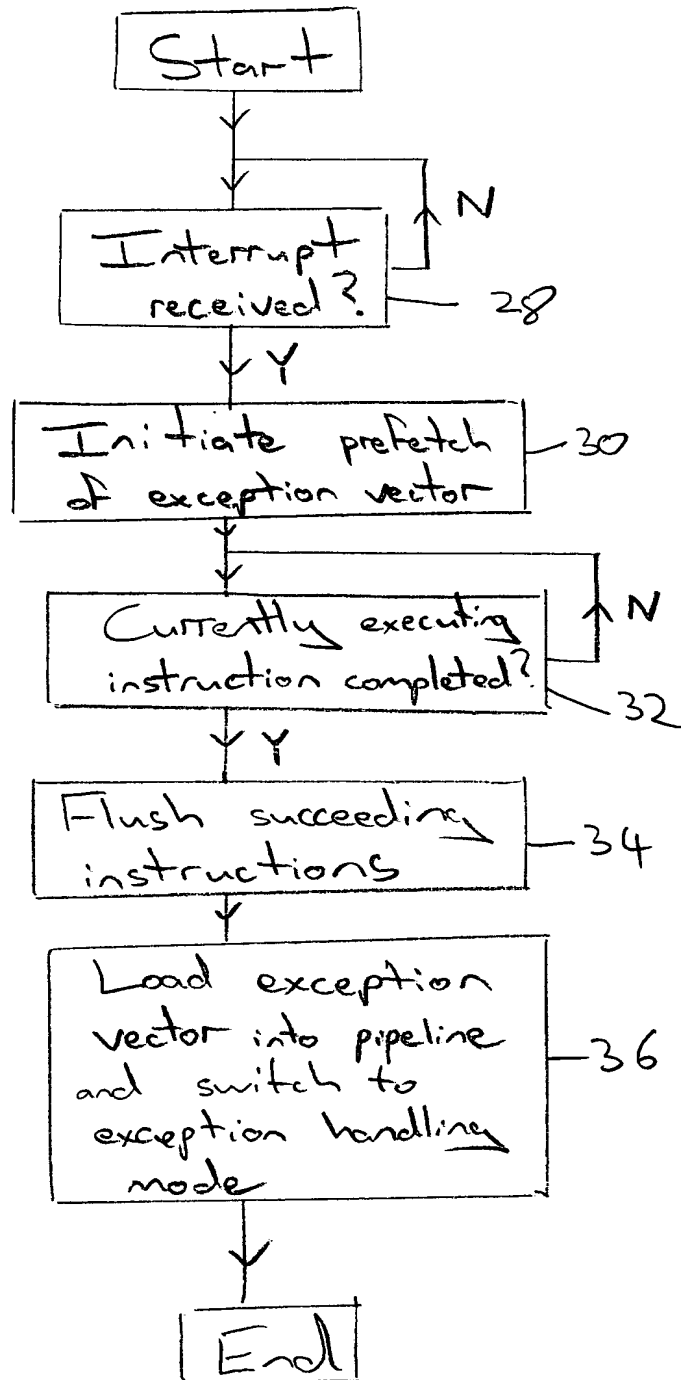 Start
N
Interrupt
received?
28
Y
Initiate prefetch
of exception vector
30
N
Currently executing
instruction completed?
32
Y
Flush succeeding
instructions
34
Load exception
vector into pipeline
and switch to
exception handling
mode
36
End